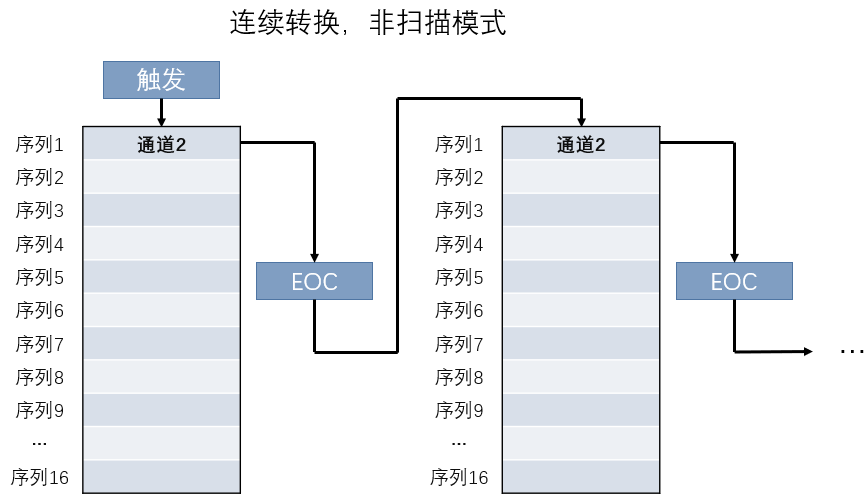 连续转换，非扫描模式
触发
序列1 通道2
序列2
序列3
序列4
序列5
序列6
序列7
序列8
序列9
...
序列16
EOC
序列1 通道2
序列2
序列3
序列4
序列5
序列6
序列7
序列8
序列9
...
序列16
EOC
...